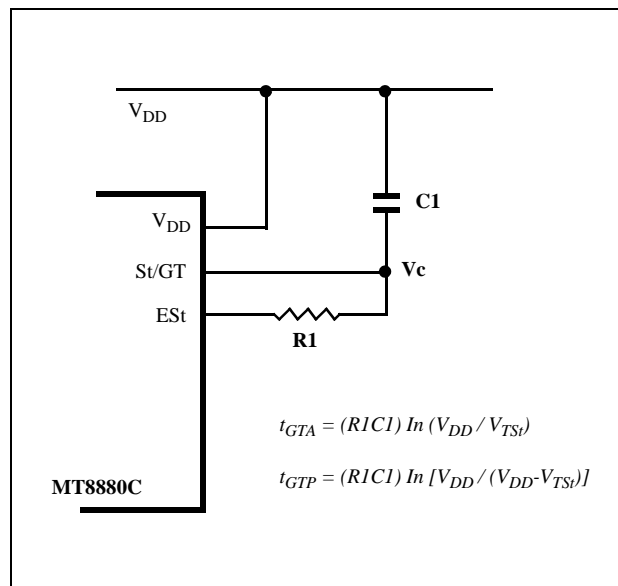 VDD
C1
VDD
St/GT
Vc
ESt
R1
tGTA = (R1C1) In (VDD / VTSt)
tGTP = (R1C1) In [VDD / (VDD-VTSt)]
MT8880C